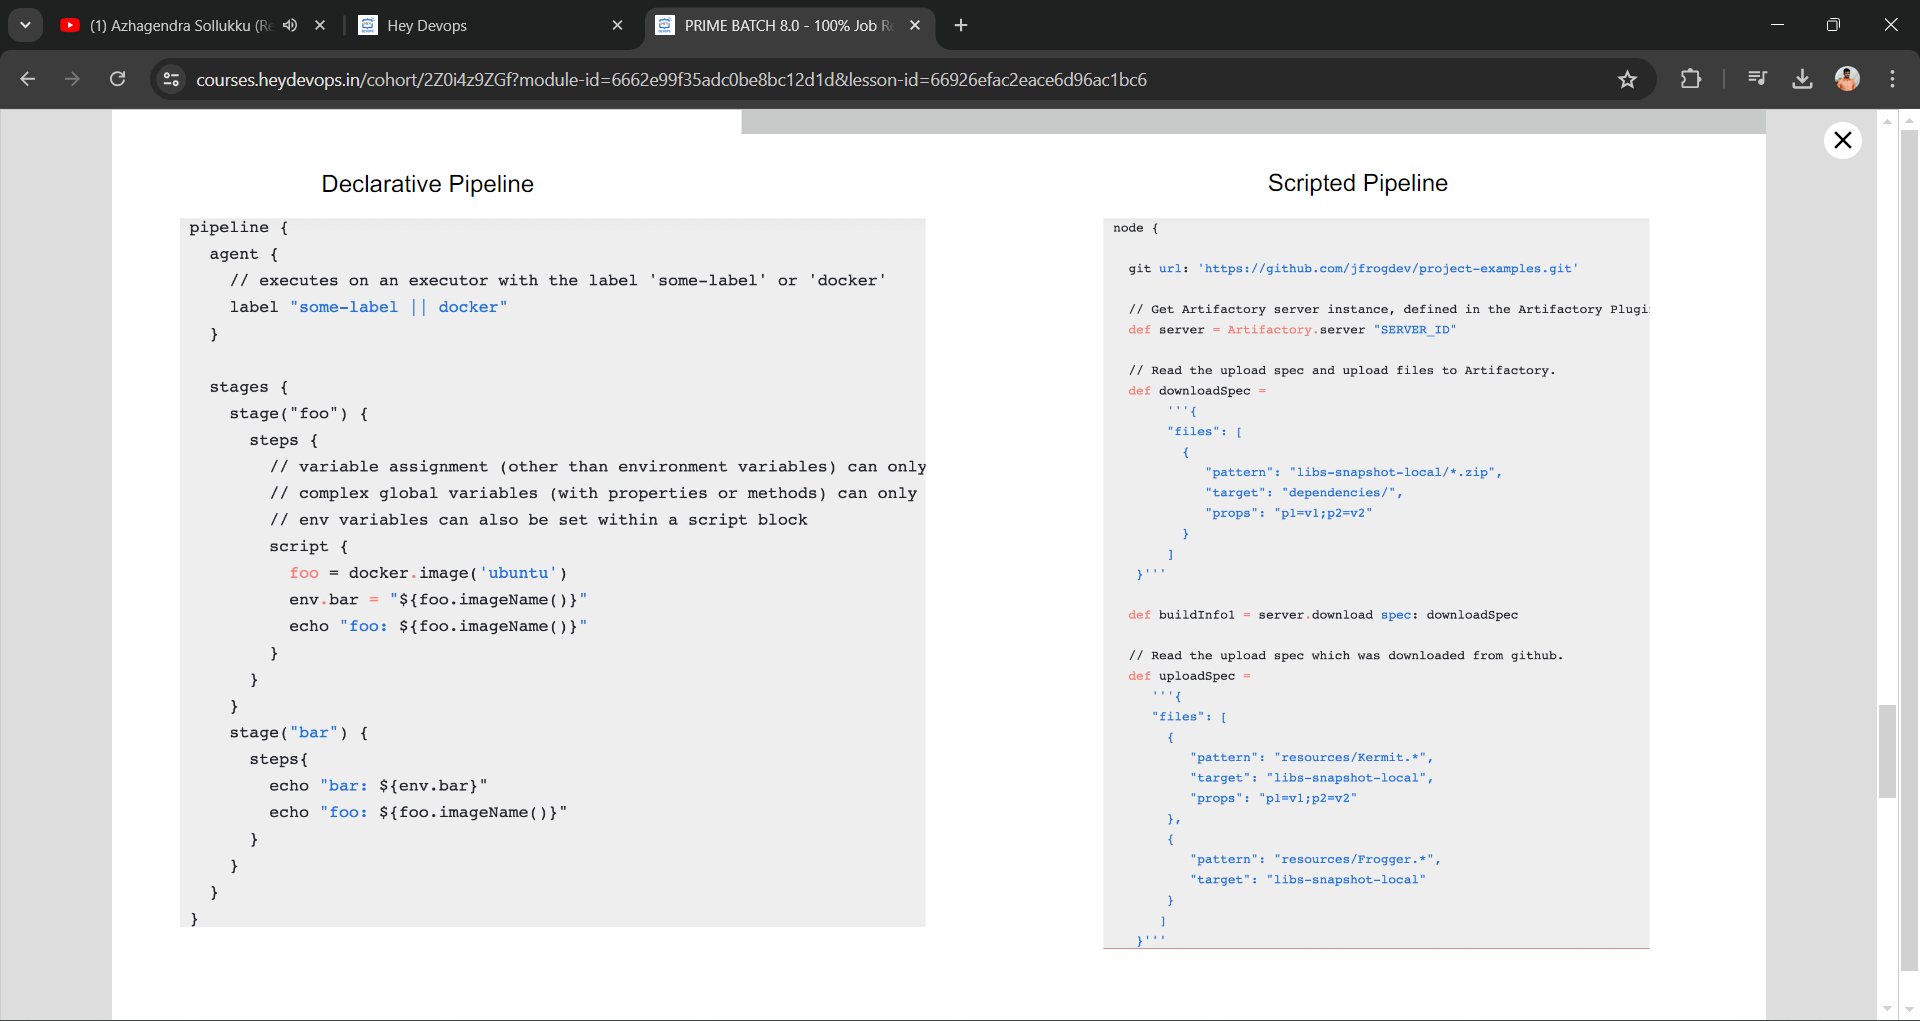 (1) Azhagendra Sollukku (Re
Hey Devops
PRIME BATCH 8.0 - 100% Job Re
courses.heydevops.in/cohort/2Z0i4z9ZGf?module-id=6662e99f35adc0be8bc12d1d&lesson-id=66926efac2eace6d96ac1bc6
Declarative Pipeline
pipeline {
agent {
// executes on an executor with the label 'some-label' or 'docker'
label "some-label || docker"
}
stages {
stage("foo") {
steps {
// variable assignment (other than environment variables) can only
// complex global variables (with properties or methods) can only
// env variables can also be set within a script block
script {
foo = docker.image('ubuntu')
env.bar = "${foo.imageName()}"
echo "foo: ${foo.imageName()}"
}
}
}
stage("bar") {
steps{
echo "bar: ${env.bar}"
echo "foo: ${foo.imageName()}"
}
}
}
}
Scripted Pipeline
node {
git url: 'https://github.com/jfrogdev/project-examples.git'
// Get Artifactory server instance, defined in the Artifactory Plugi
def server = Artifactory.server "SERVER_ID"
// Read the upload spec and upload files to Artifactory.
def downloadSpec =
'''{
"files": [
{
"pattern": "libs-snapshot-local/*.zip",
"target": "dependencies/",
"props": "p1=v1;p2=v2"
}
]
}'''
def buildInfo1 = server.download spec: downloadSpec
// Read the upload spec which was downloaded from github.
def uploadSpec =
'''{
"files": [
{
"pattern": "resources/Kermit.*",
"target": "libs-snapshot-local",
"props": "p1=v1;p2=v2"
},
{
"pattern": "resources/Frogger.*",
"target": "libs-snapshot-local"
}
]
}'''